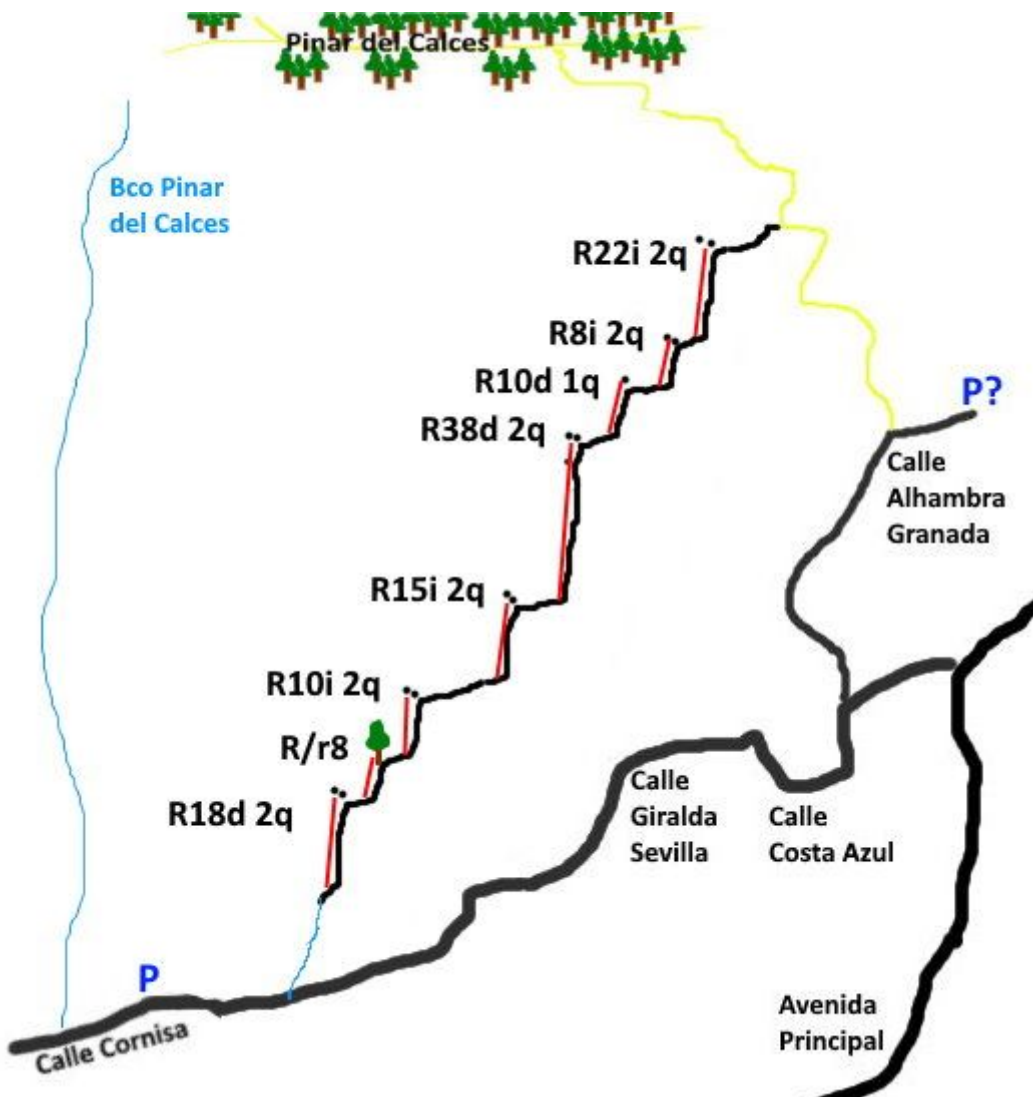 Pinar del Calces
Bco Pinar
del Calces
R22i 2q
R8i 2q
R10d 1q
P?
R38d 2q
Calle
Alhambra
Granada
R15i 2q
R10i 2q
R/r8
R18d 2q
Calle
Giralda
Sevilla
Calle
Costa Azul
P
Calle Cornisa
Avenida
Principal